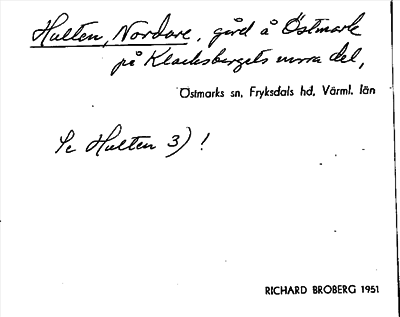 Hulten, Nordare, gård å Östmark
på Klacksbergets norra del,
Östmarks sn, Fryksdals hd, Värml. län
Se Hulten 3) !
RICHARD BROBERG 1951